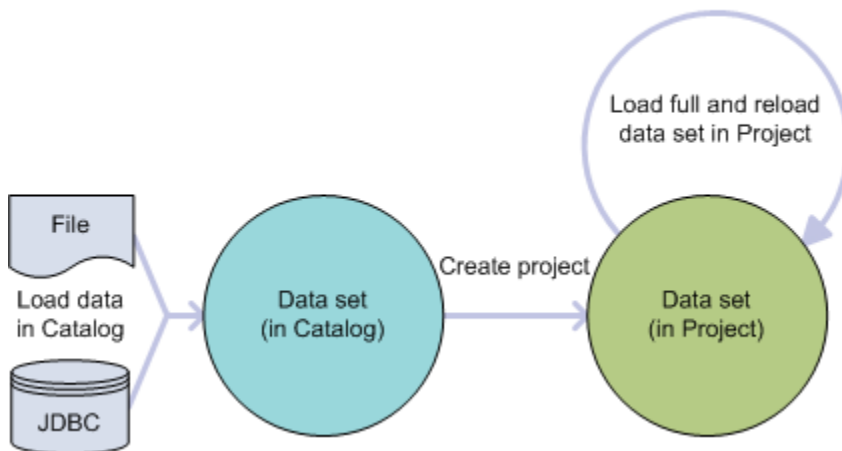 Load full and reload
data set in Project
File
Load data
in Catalog
JDBC
Data set
(in Catalog)
Create project
Data set
(in Project)